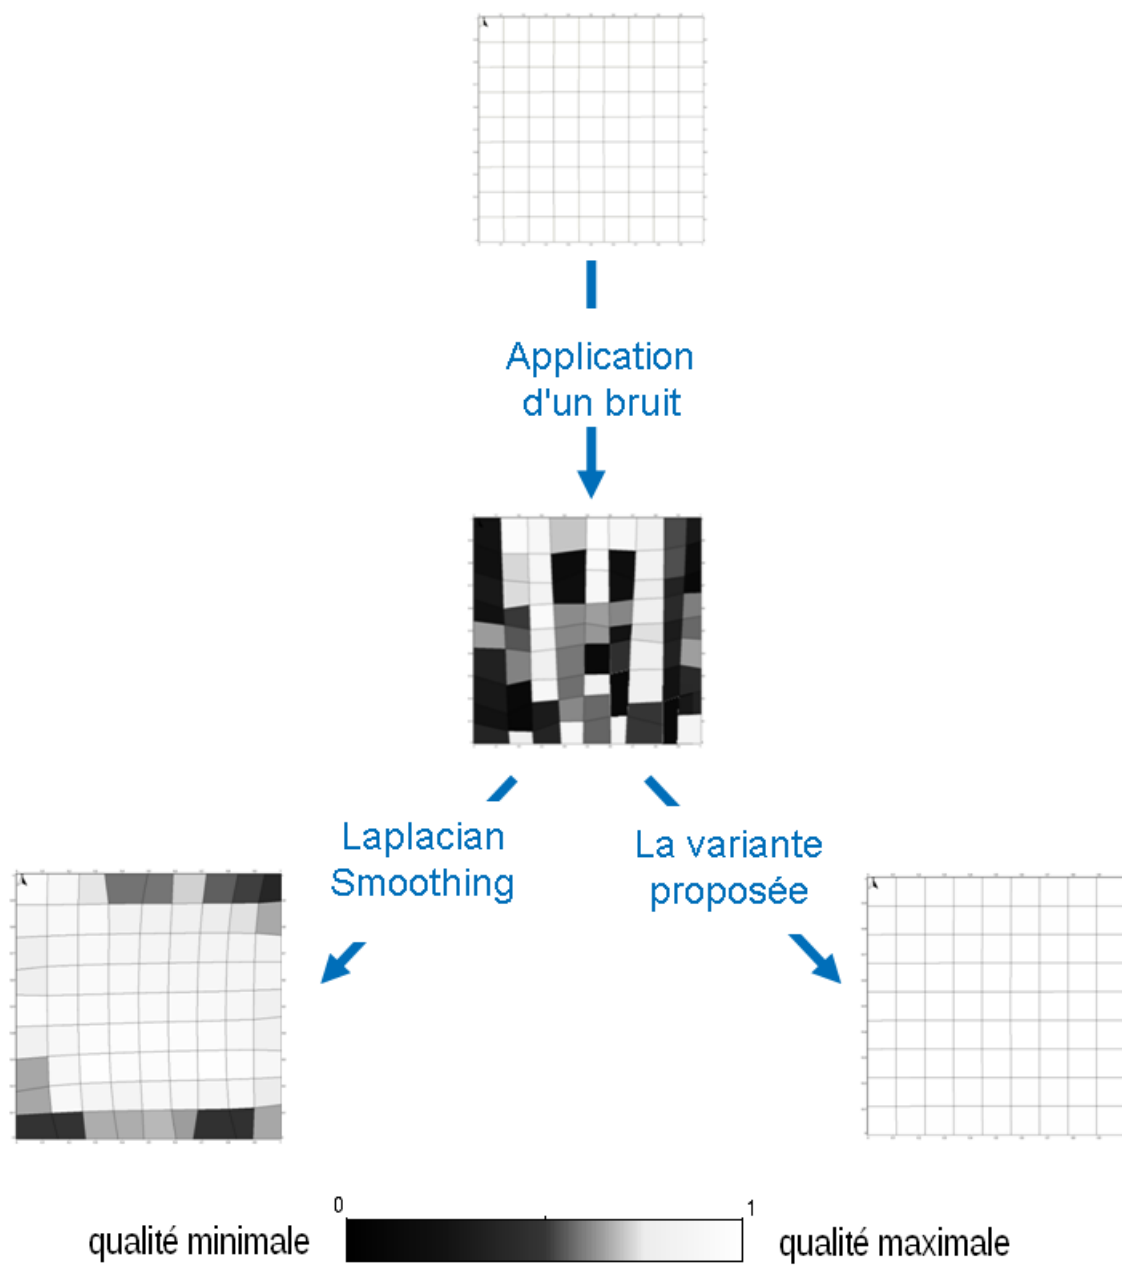 Application
d'un bruit
Laplacian
Smoothing
La variante
proposée
0
1
qualité minimale
qualité maximale